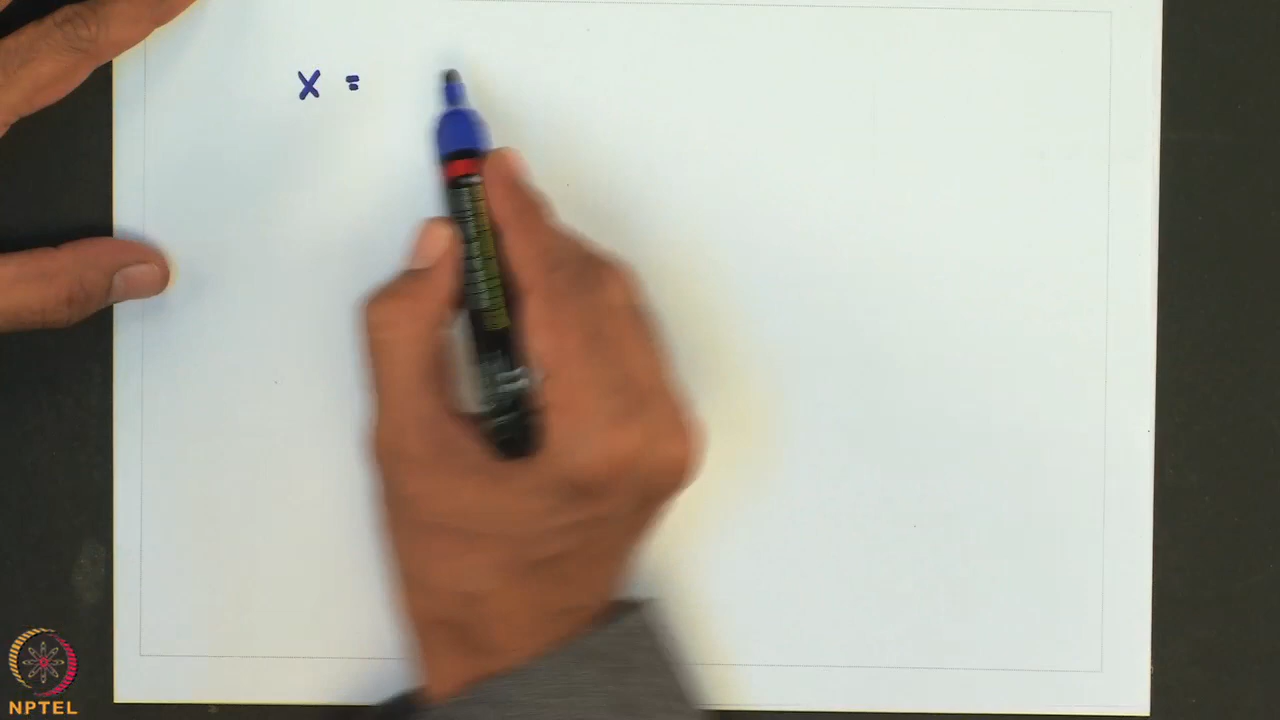 X =
NPTEL